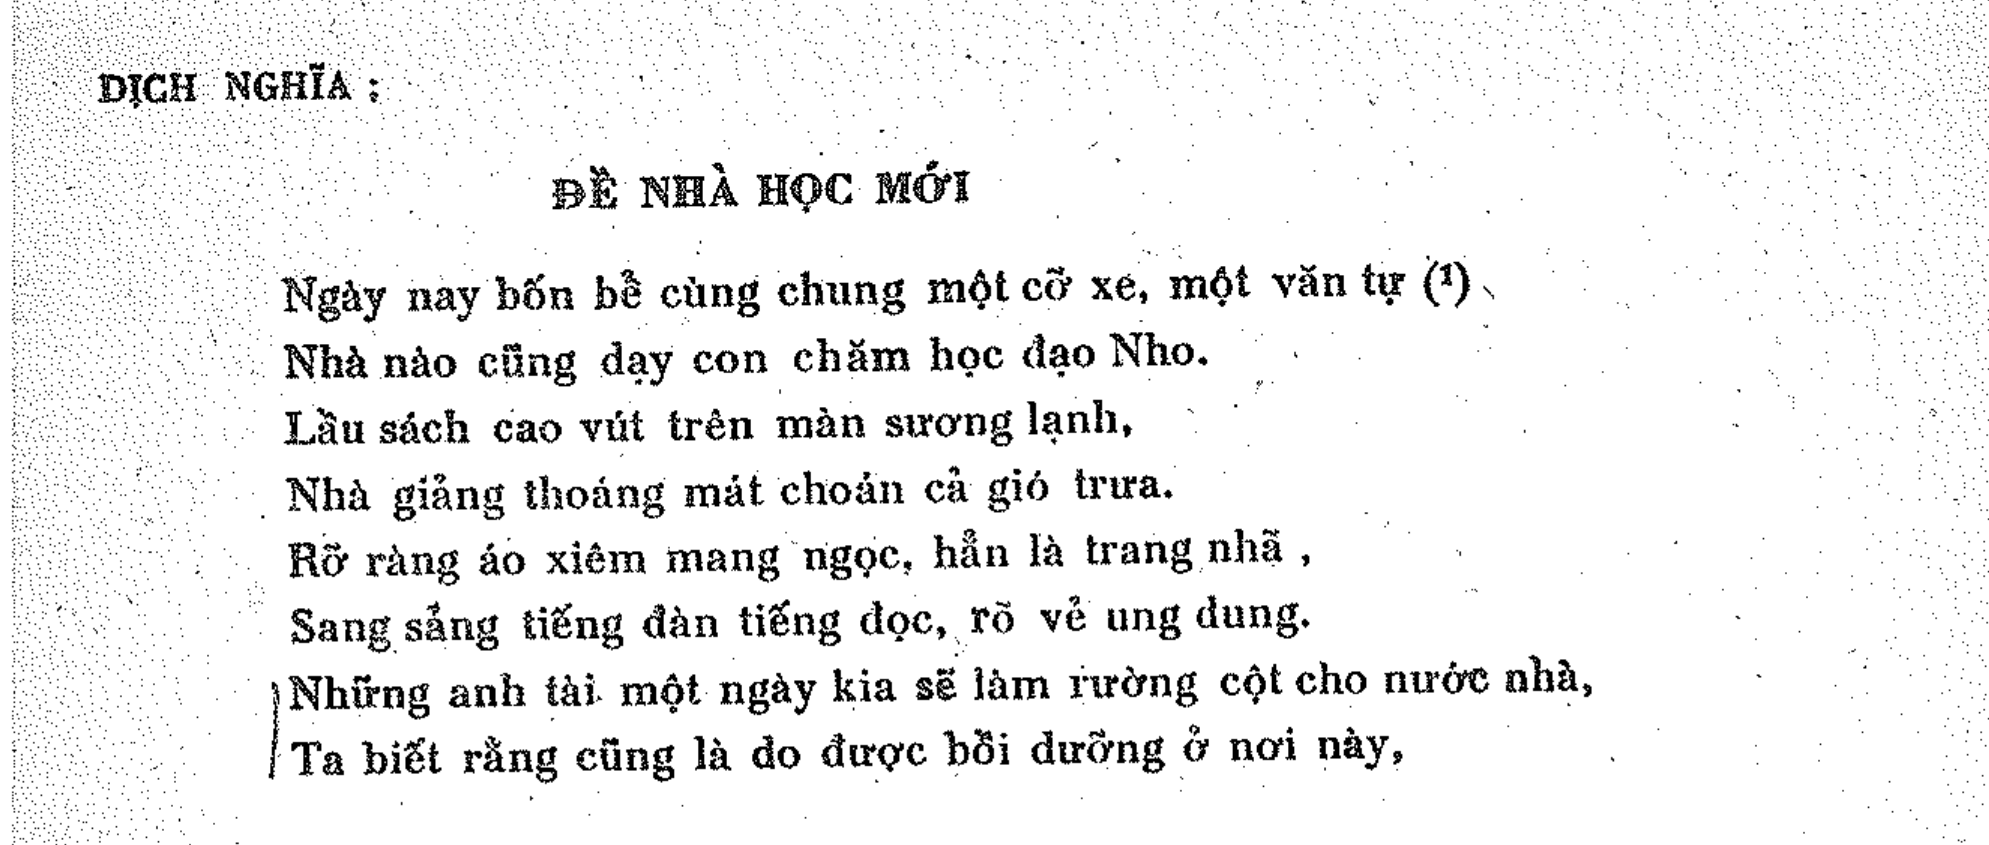 DỊCH NGHĨA :
ĐỀ NHÀ HỌC MỚI
Ngày nay bốn bể cùng chung một cỡ xe, một văn tự (¹)
Nhà nào cũng dạy con chăm học đạo Nho.
Lầu sách cao vút trên màn sương lạnh,
Nhà giảng thoáng mát choán cả gió trưa.
Rỡ ràng áo xiêm mang ngọc, hẳn là trang nhã ,
Sang sảng tiếng đàn tiếng đọc, rõ vẻ ung dung.
Những anh tài một ngày kia sẽ làm rường cột cho nước nhà,
Ta biết rằng cũng là do được bồi dưỡng ở nơi này,